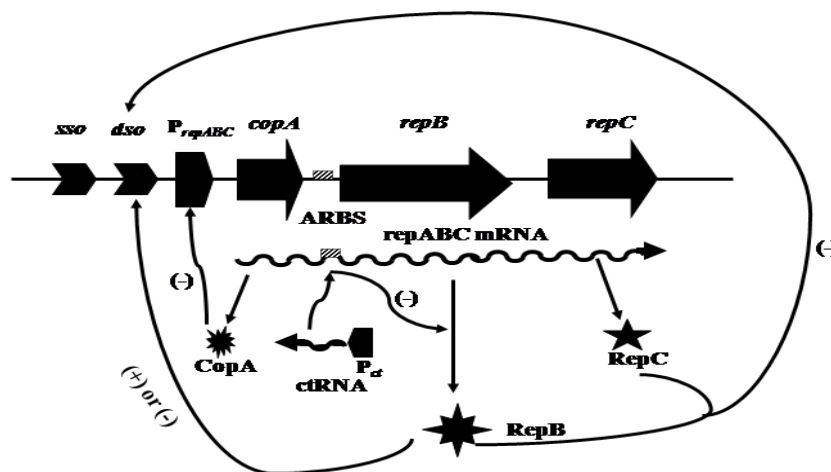 sso dso PrepABC copA repB repC
ARBS
repABC mRNA
(-)
(-)
(-)
CopA
ctRNA
Pct
RepC
(+) or (-)
RepB